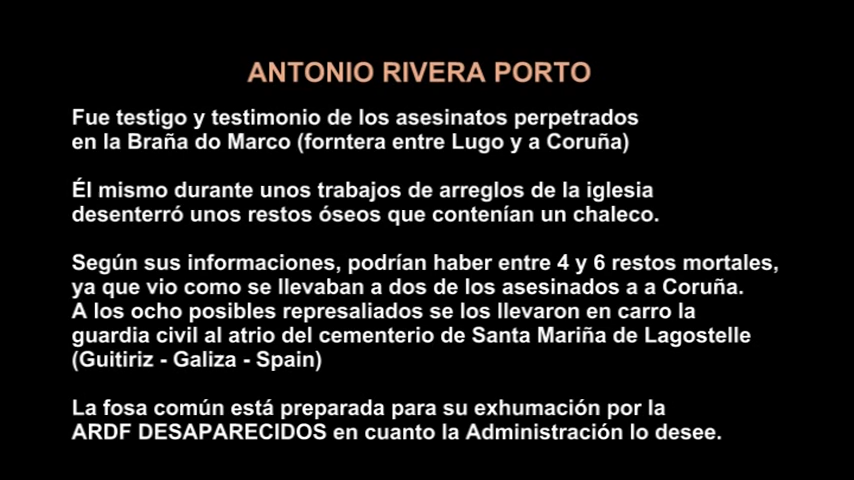 ANTONIO RIVERA PORTO
Fue testigo y testimonio de los asesinatos perpetrados
en la Braña do Marco (forntera entre Lugo y a Coruña)
Él mismo durante unos trabajos de arreglos de la iglesia
desenterró unos restos óseos que contenían un chaleco.
Según sus informaciones, podrían haber entre 4 y 6 restos mortales,
ya que vio como se llevaban a dos de los asesinados a a Coruña.
A los ocho posibles represaliados se los llevaron en carro la
guardia civil al atrio del cementerio de Santa Mariña de Lagostelle
(Guitiriz - Galiza - Spain)
La fosa común está preparada para su exhumación por la
ARDF DESAPARECIDOS en cuanto la Administración lo desee.